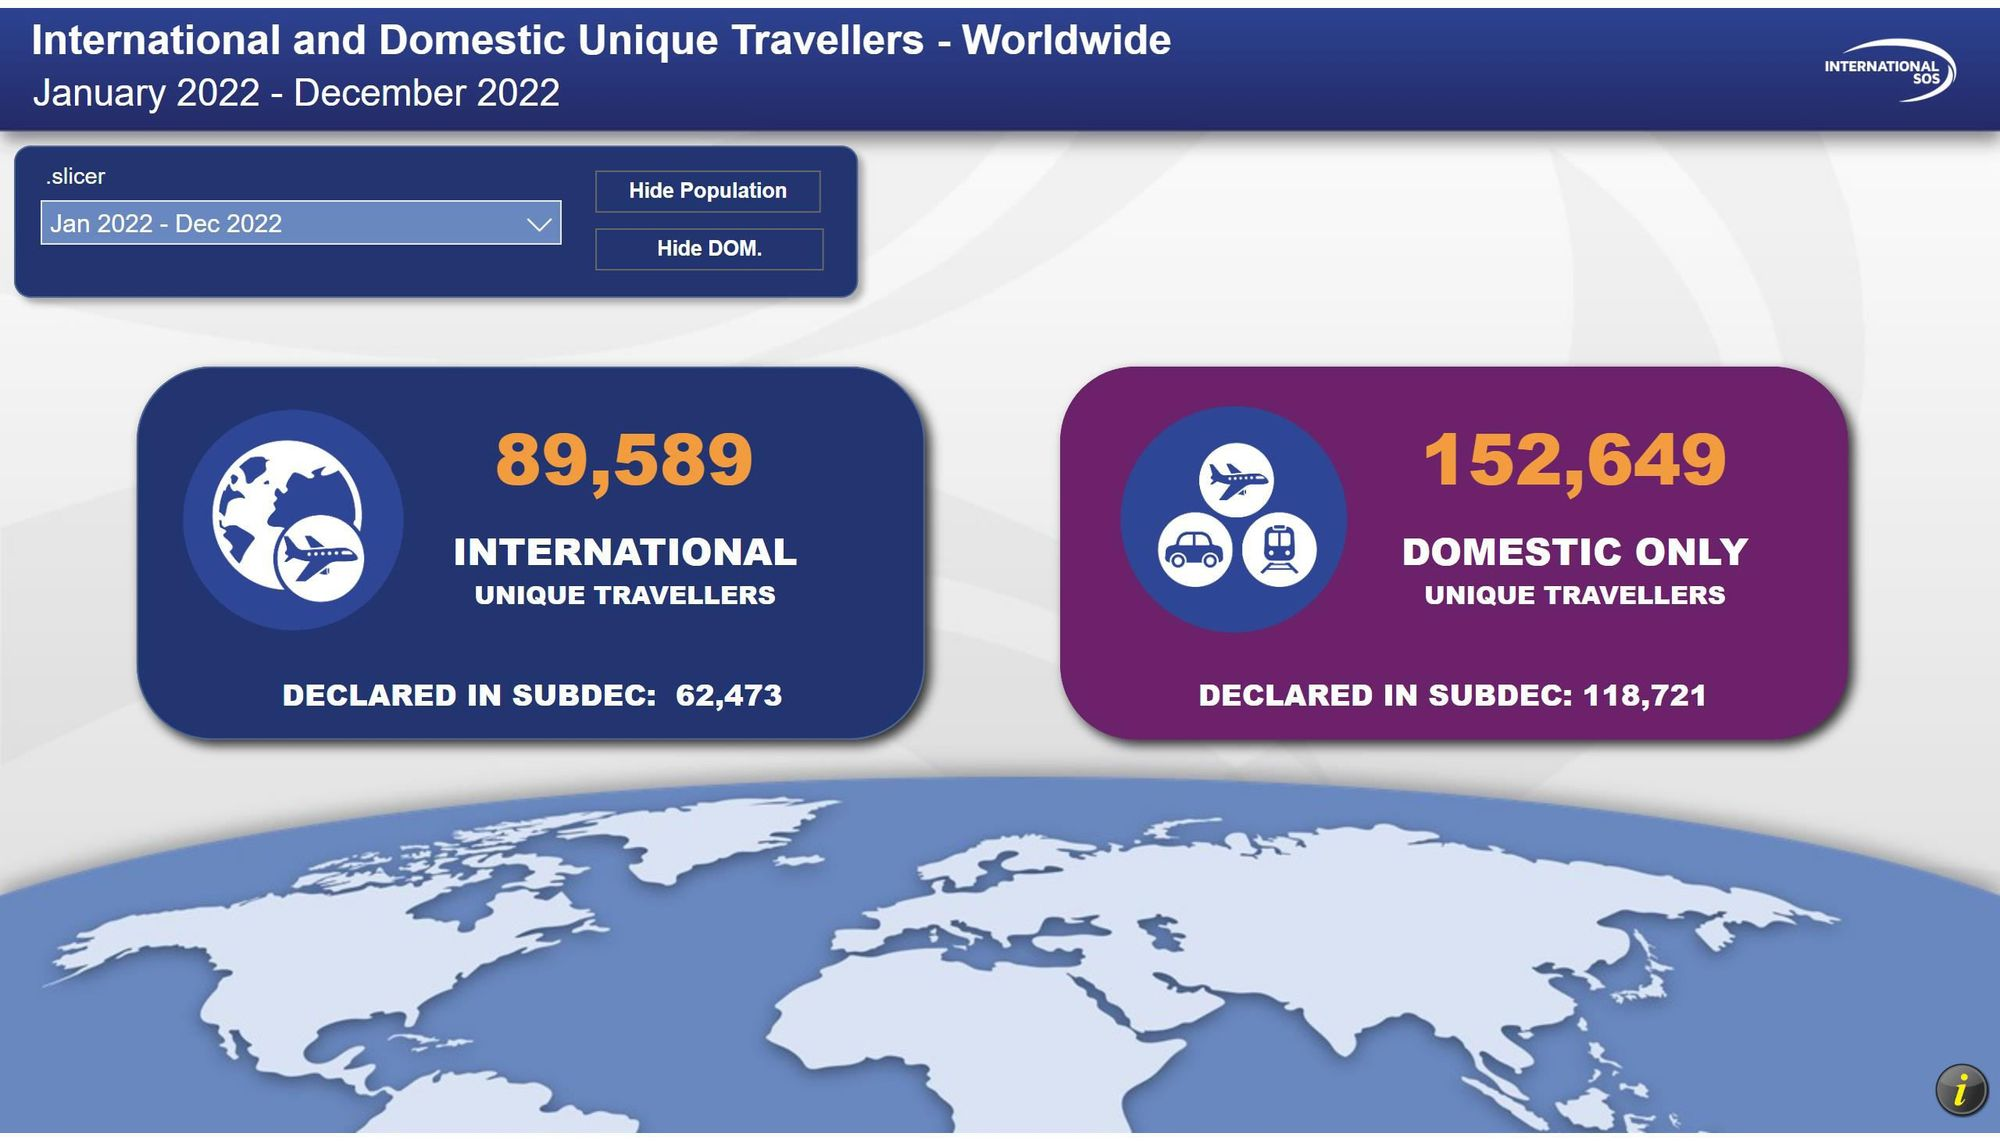 International and Domestic Unique Travellers - Worldwide
January 2022 - December 2022
INTERNATIONAL
SOS
.slicer
Jan 2022 - Dec 2022
Hide Population
Hide DOM.
89,589
INTERNATIONAL
UNIQUE TRAVELLERS
DECLARED IN SUBDEC: 62,473
152,649
DOMESTIC ONLY
UNIQUE TRAVELLERS
DECLARED IN SUBDEC: 118,721
i